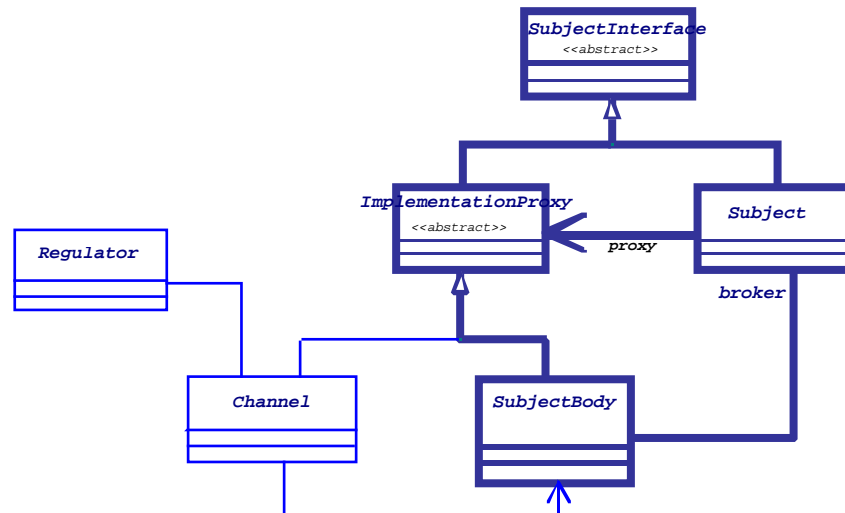 SubjectInterface
<<abstract>>
ImplementationProxy
<<abstract>>
Subject
proxy
Regulator
broker
Channel
SubjectBody